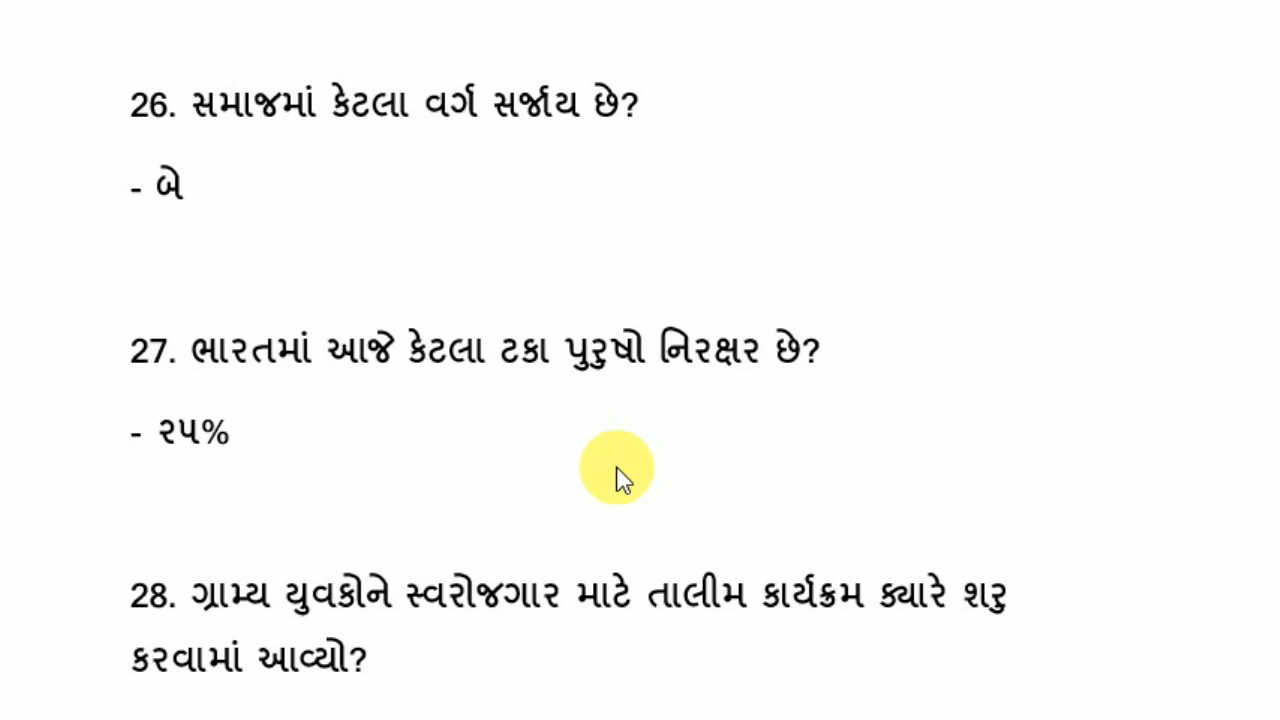 26. સમાજમાં કેટલા વર્ગ સર્જાય છે?
- બે
27. ભારતમાં આજે કેટલા ટકા પુરુષો નિરક્ષર છે?
- ૨૫%
28. ગ્રામ્ય યુવકોને સ્વરોજગાર માટે તાલીમ કાર્યક્રમ ક્યારે શરુ
કરવામાં આવ્યો?